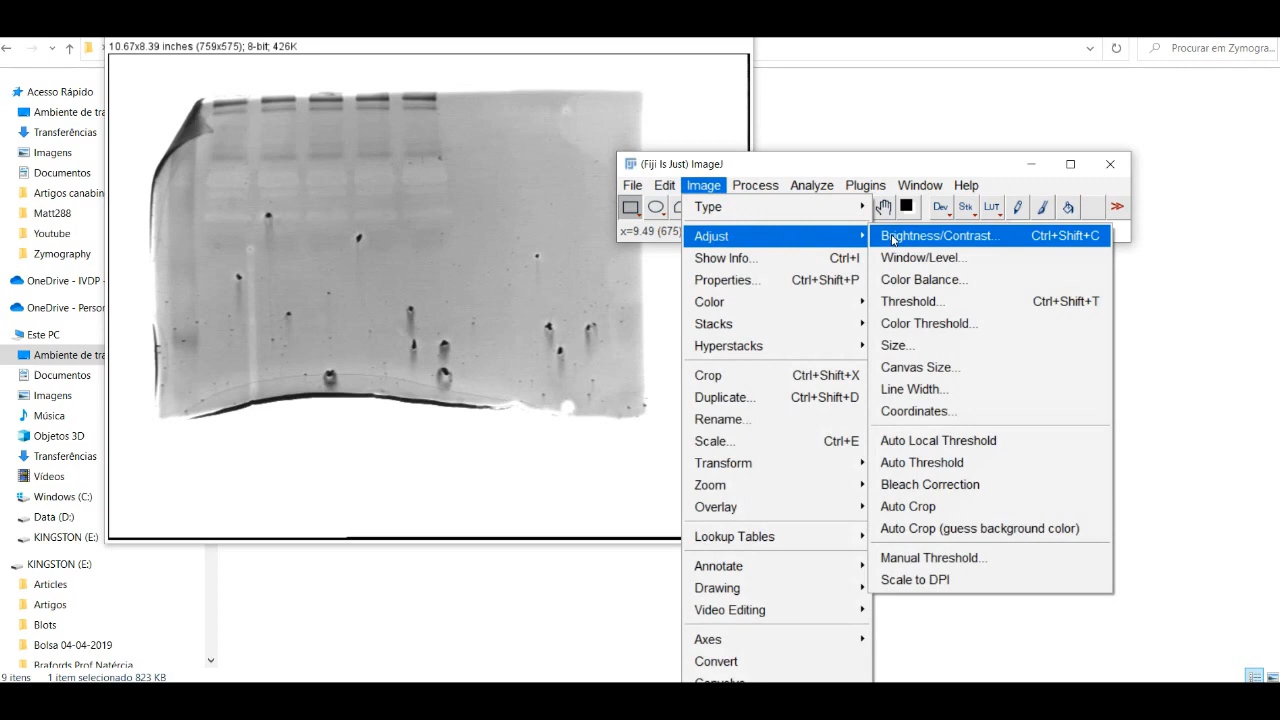 10.67x8.39 inches (759x575); 8-bit; 426K
Procurar em Zymogra...
Acesso Rápido
Ambiente de tra
Transferências
Imagens
Documentos
Artigos canabin
Matt288
Youtube
Zymography
OneDrive - IVDP -
OneDrive - Person
Este PC
Ambiente de tra
Documentos
Imagens
Música
Objetos 3D
Transferências
Vídeos
Windows (C:)
Data (D:)
KINGSTON (E:)
KINGSTON (E:)
Articles
Artigos
Blots
Bolsa 04-04-2019
Brafords Prof Natércia.
9 itens 1 item selecionado 823 KB
(Fiji Is Just) ImageJ
File Edit Image Process Analyze Plugins Window Help
Dev Stk LUT
x=9.49 (675)
Type
Adjust
Show Info... Ctrl+I
Properties... Ctrl+Shift+P
Color
Stacks
Hyperstacks
Crop Ctrl+Shift+X
Duplicate... Ctrl+Shift+D
Rename...
Scale... Ctrl+E
Transform
Zoom
Overlay
Lookup Tables
Annotate
Drawing
Video Editing
Axes
Convert
Brightness/Contrast... Ctrl+Shift+C
Window/Level...
Color Balance...
Threshold... Ctrl+Shift+T
Color Threshold...
Size...
Canvas Size...
Line Width...
Coordinates...
Auto Local Threshold
Auto Threshold
Bleach Correction
Auto Crop
Auto Crop (guess background color)
Manual Threshold...
Scale to DPI